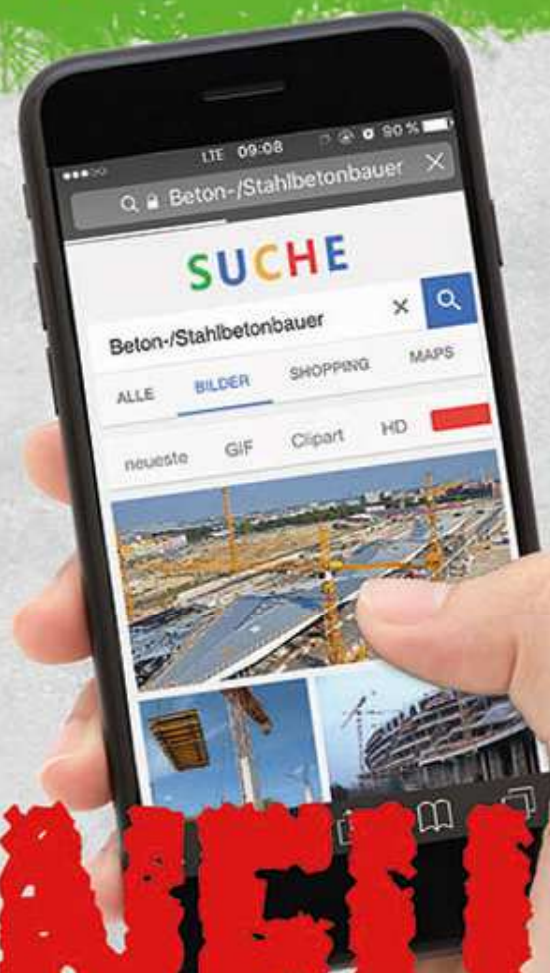 LTE 09:08 90 %
Beton-/Stahlbetonbauer
SUCHE
Beton-/Stahlbetonbauer
ALLE BILDER SHOPPING MAPS
neueste GIF Clipart HD